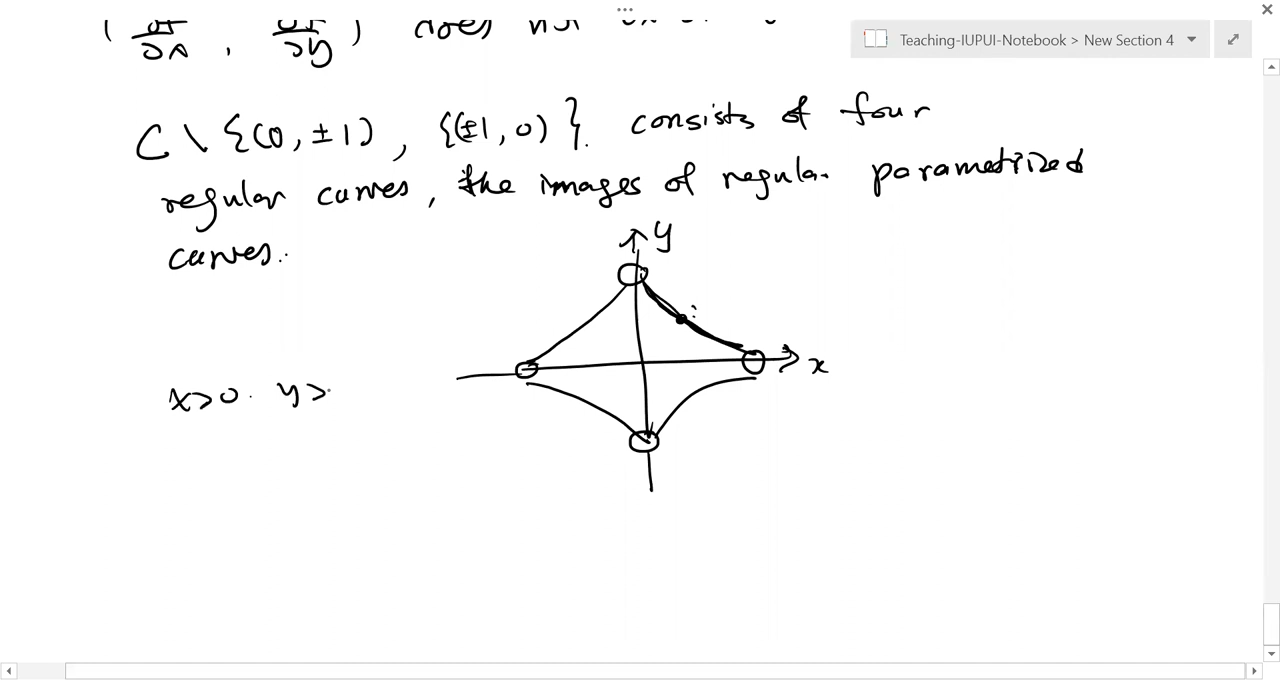 Teaching-IUPUI-Notebook > New Section 4
C \ {(0, ±1), {(±1, 0)}. consists of four
regular curves, the images of regular parametrized
curves.
y
x
x>0. y>